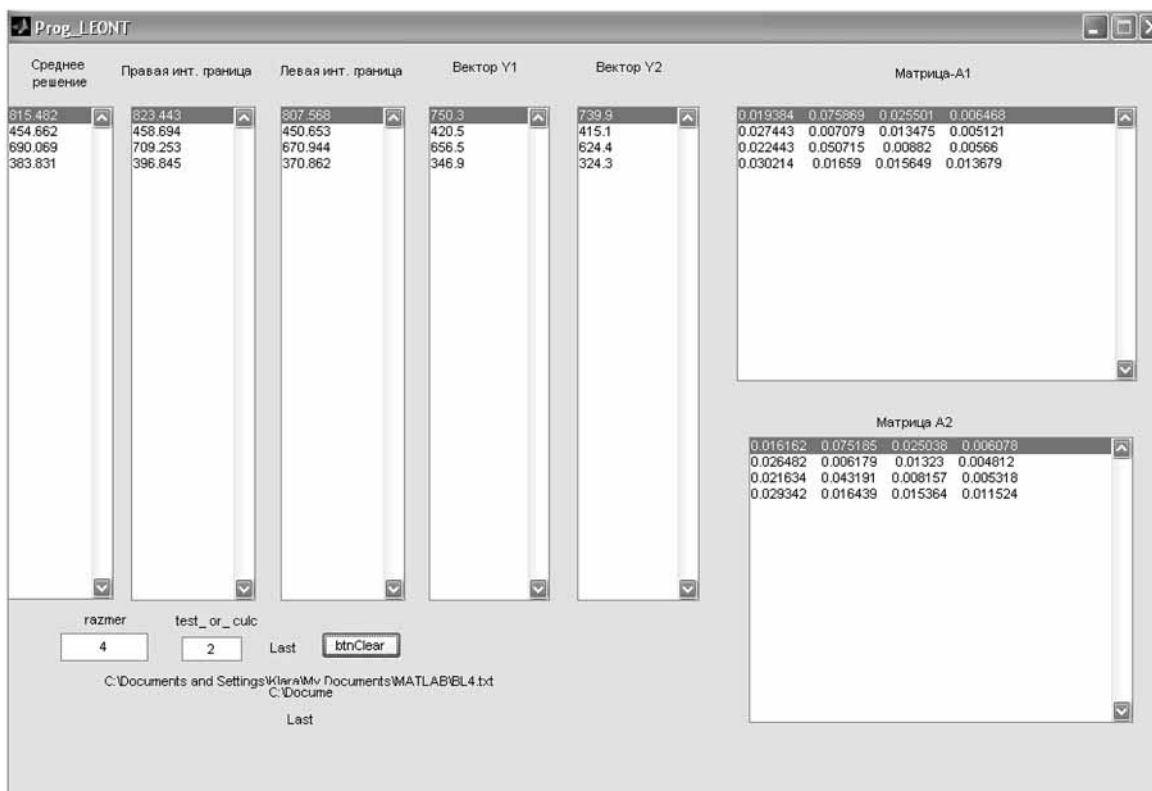 Prog_LEONT
Среднее
решение
Правая инт. граница
Левая инт. граница
Вектор Y1
Вектор Y2
Матрица-A1
815.482
454.662
690.069
383.831
823.443
458.694
709.253
396.845
807.568
450.653
670.944
370.862
750.3
420.5
656.5
346.9
739.9
415.1
624.4
324.3
0.019384 0.075869 0.025501 0.006468
0.027443 0.007079 0.013475 0.005121
0.022443 0.050715 0.00882 0.00566
0.030214 0.01659 0.015649 0.013679
Матрица A2
0.016162 0.075185 0.025038 0.006078
0.026482 0.006179 0.01323 0.004812
0.021634 0.043191 0.008157 0.005318
0.029342 0.016439 0.015364 0.011524
razmer
test_or_culc
4
2
Last
btnClear
C:\Documents and Settings\Klara\My Documents\MATLAB\BL4.txt
C:\Docume
Last